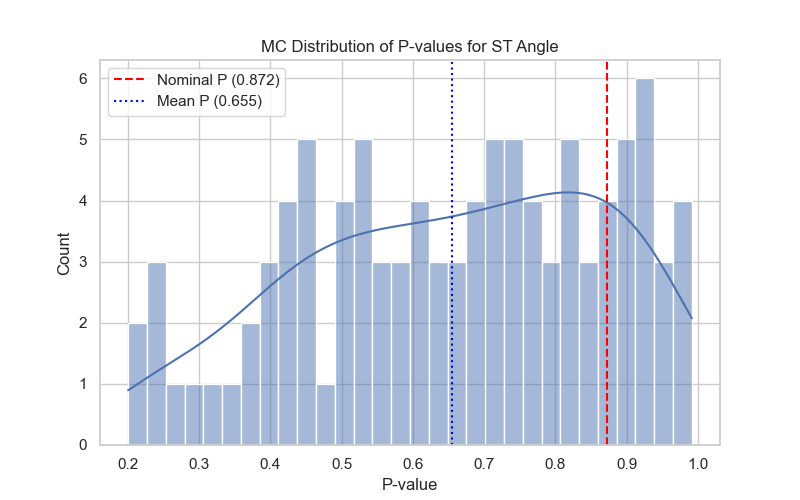 MC Distribution of P-values for ST Angle
Nominal P (0.872)
Mean P (0.655)
Count
6
5
4
3
2
1
0
0.2 0.3 0.4 0.5 0.6 0.7 0.8 0.9 1.0
P-value